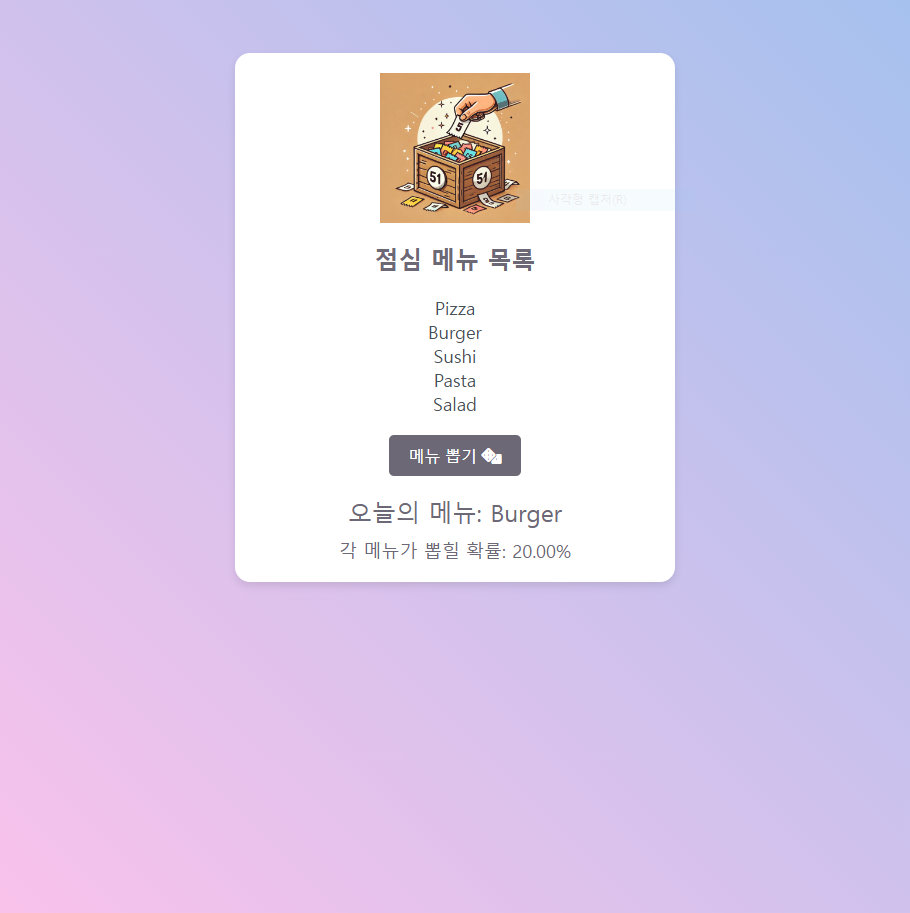 5
51 51
사각형 캡처(R)
점심 메뉴 목록
Pizza
Burger
Sushi
Pasta
Salad
메뉴 뽑기
오늘의 메뉴: Burger
각 메뉴가 뽑힐 확률: 20.00%